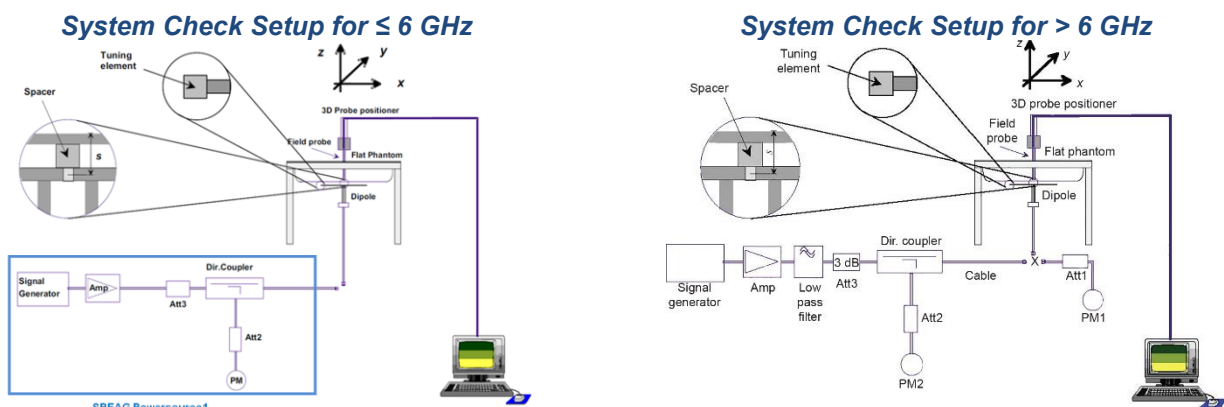 System Check Setup for ≤ 6 GHz
Tuning
element
z
y
x
Spacer
3D Probe positioner
s
Field probe
Flat Phantom
Dipole
Signal
Generator
Amp
Att3
Dir.Coupler
Att2
PM
SPEAG Powersource1
System Check Setup for > 6 GHz
Tuning
element
z
y
x
Spacer
3D probe positioner
s
Field
probe
Flat phantom
Dipole
Signal
generator
Amp
Low
pass
filter
3 dB
Att3
Dir. coupler
Cable
X
Att1
PM1
Att2
PM2